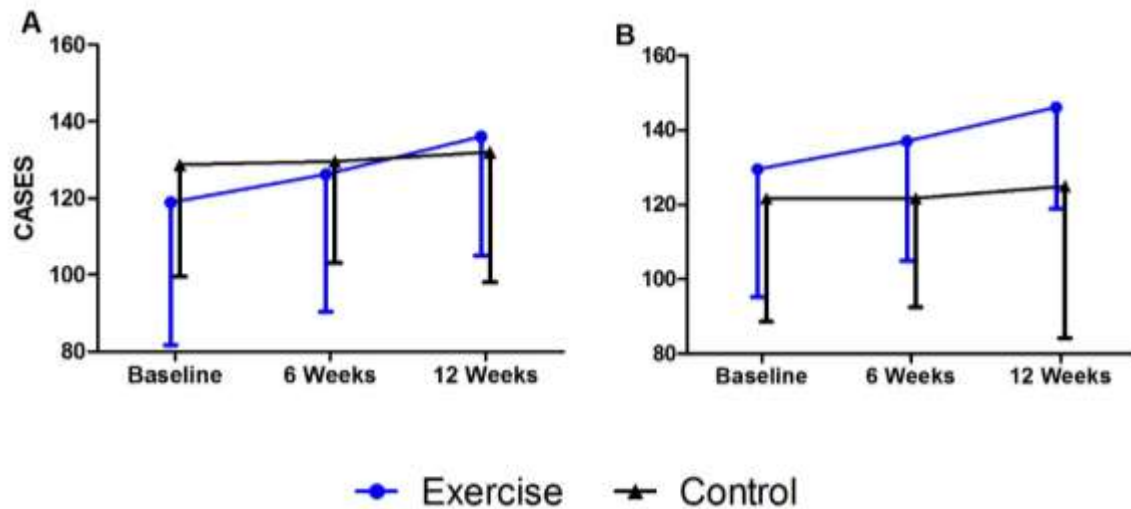 A
160
140
120
100
80
CASES
Baseline 6 Weeks 12 Weeks
B
160
140
120
100
80
Baseline 6 Weeks 12 Weeks
Exercise Control